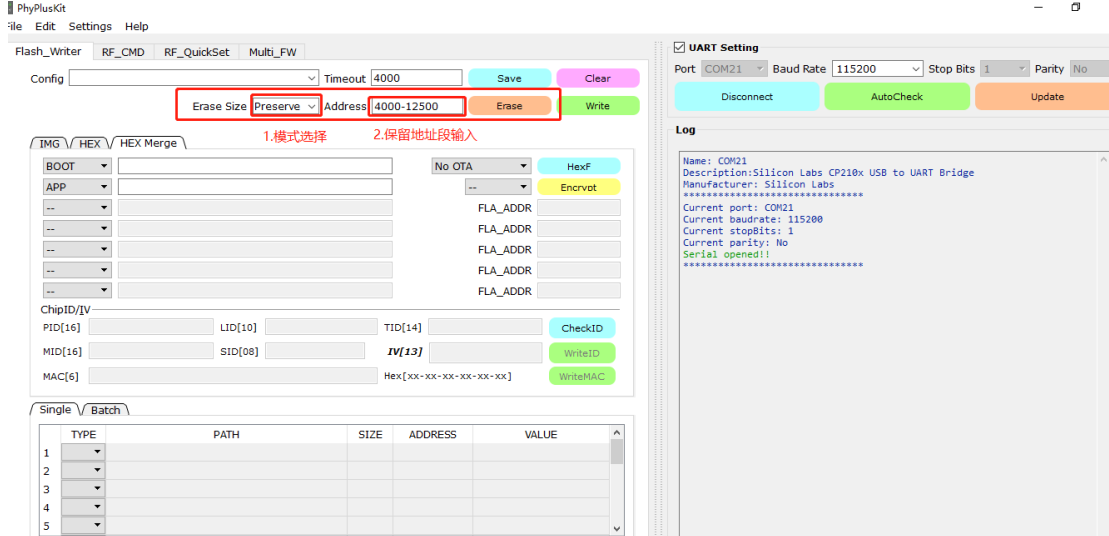 PhyPlusKit
File Edit Settings Help
Flash_Writer RF_CMD RF_QuickSet Multi_FW
Config Timeout 4000 Save Clear
Erase Size Preserve Address 4000-12500 Erase Write
1.模式选择 2.保留地址段输入
IMG HEX HEX Merge
BOOT No OTA HexF
APP -- Encrypt
-- FLA_ADDR
-- FLA_ADDR
-- FLA_ADDR
-- FLA_ADDR
-- FLA_ADDR
ChipID/IV
PID[16] LID[10] TID[14] CheckID
MID[16] SID[08] IV[13] WriteID
MAC[6] Hex[xx-xx-xx-xx-xx-xx] WriteMAC
Single Batch
TYPE PATH SIZE ADDRESS VALUE
1
2
3
4
5
UART Setting
Port COM21 Baud Rate 115200 Stop Bits 1 Parity No
Disconnect AutoCheck Update
Log
Name: COM21
Description:Silicon Labs CP210x USB to UART Bridge
Manufacturer: Silicon Labs
*******************************
Current port: COM21
Current baudrate: 115200
Current stopBits: 1
Current parity: No
Serial opened!!
*******************************